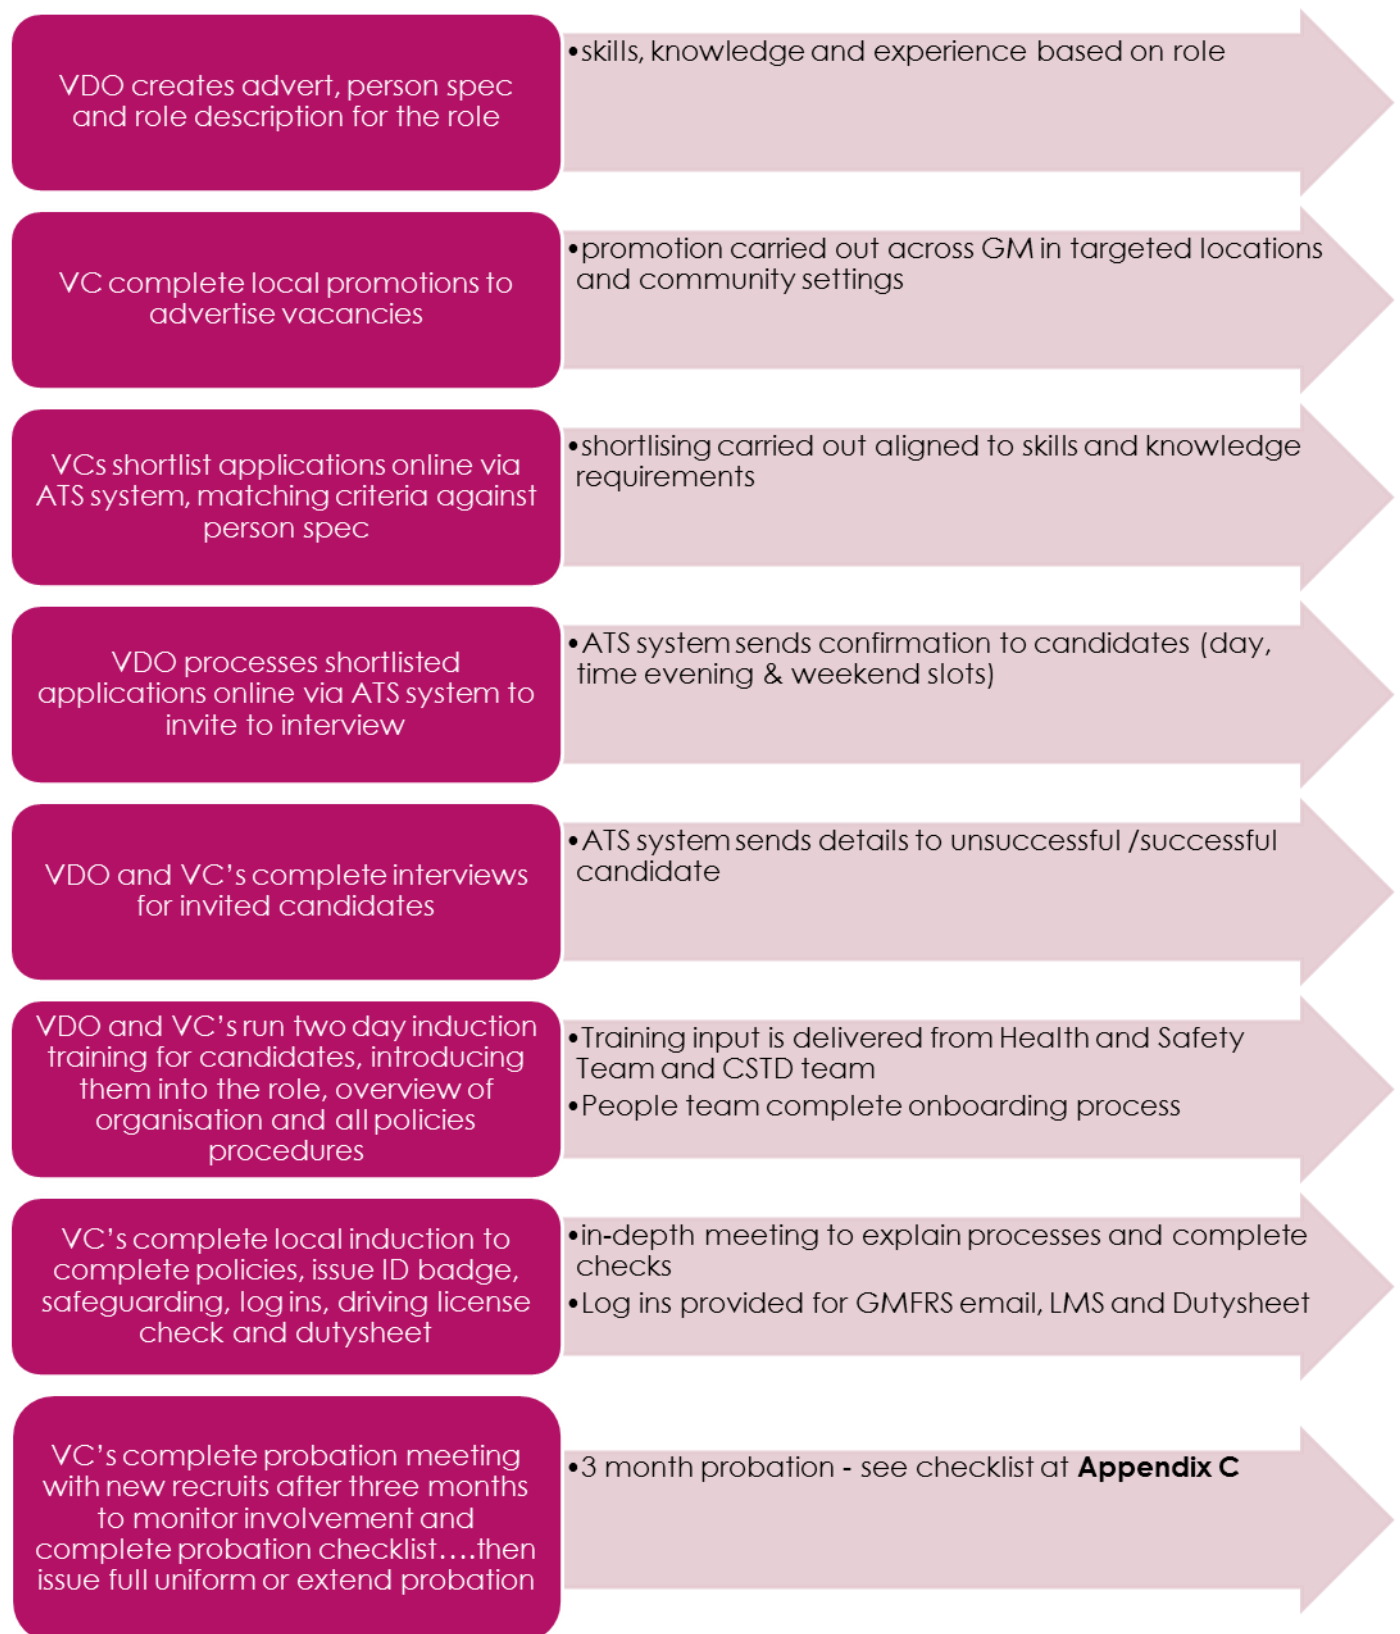 VDO creates advert, person spec
and role description for the role
•skills, knowledge and experience based on role
VC complete local promotions to
advertise vacancies
•promotion carried out across GM in targeted locations
and community settings
VCs shortlist applications online via
ATS system, matching criteria against
person spec
•shortlising carried out aligned to skills and knowledge
requirements
VDO processes shortlisted
applications online via ATS system to
invite to interview
•ATS system sends confirmation to candidates (day,
time evening & weekend slots)
VDO and VC's complete interviews
for invited candidates
•ATS system sends details to unsuccessful /successful
candidate
VDO and VC's run two day induction
training for candidates, introducing
them into the role, overview of
organisation and all policies
procedures
•Training input is delivered from Health and Safety
Team and CSTD team
•People team complete onboarding process
VC's complete local induction to
complete policies, issue ID badge,
safeguarding, log ins, driving license
check and dutysheet
•in-depth meeting to explain processes and complete
checks
•Log ins provided for GMFRS email, LMS and Dutysheet
VC's complete probation meeting
with new recruits after three months
to monitor involvement and
complete probation checklist....then
issue full uniform or extend probation
•3 month probation - see checklist at Appendix C